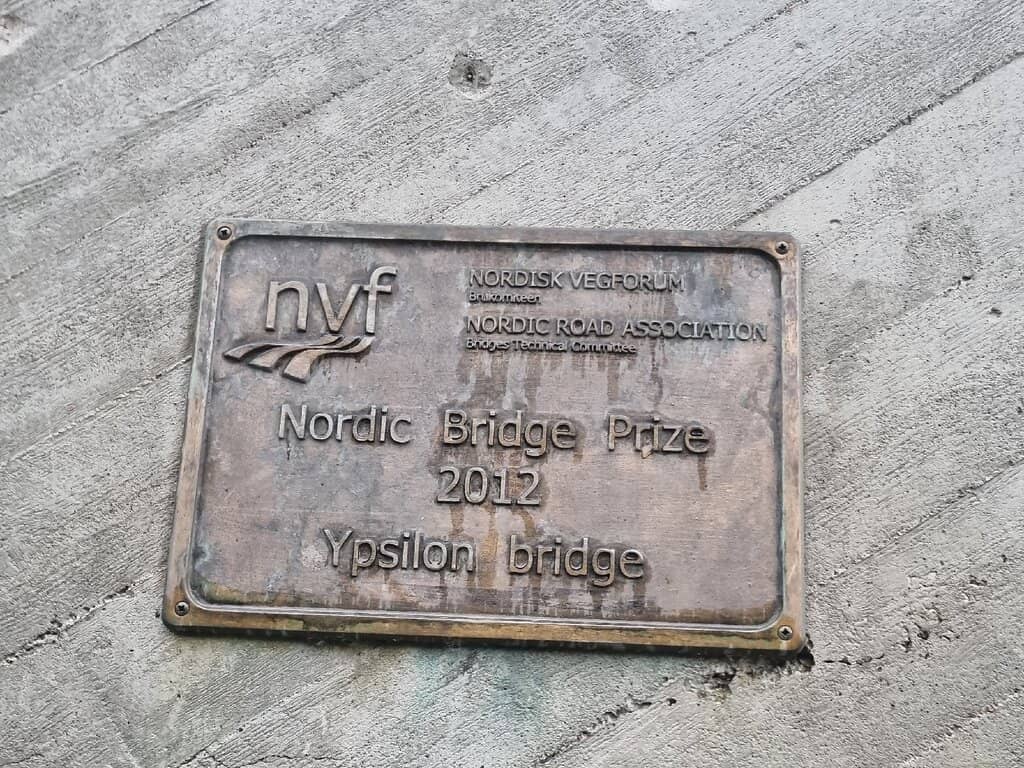 nvf
NORDISK VEGFORUM
Brukomiteen
NORDIC ROAD ASSOCIATION
Bridges Technical Committee
Nordic Bridge Prize
2012
Ypsilon bridge